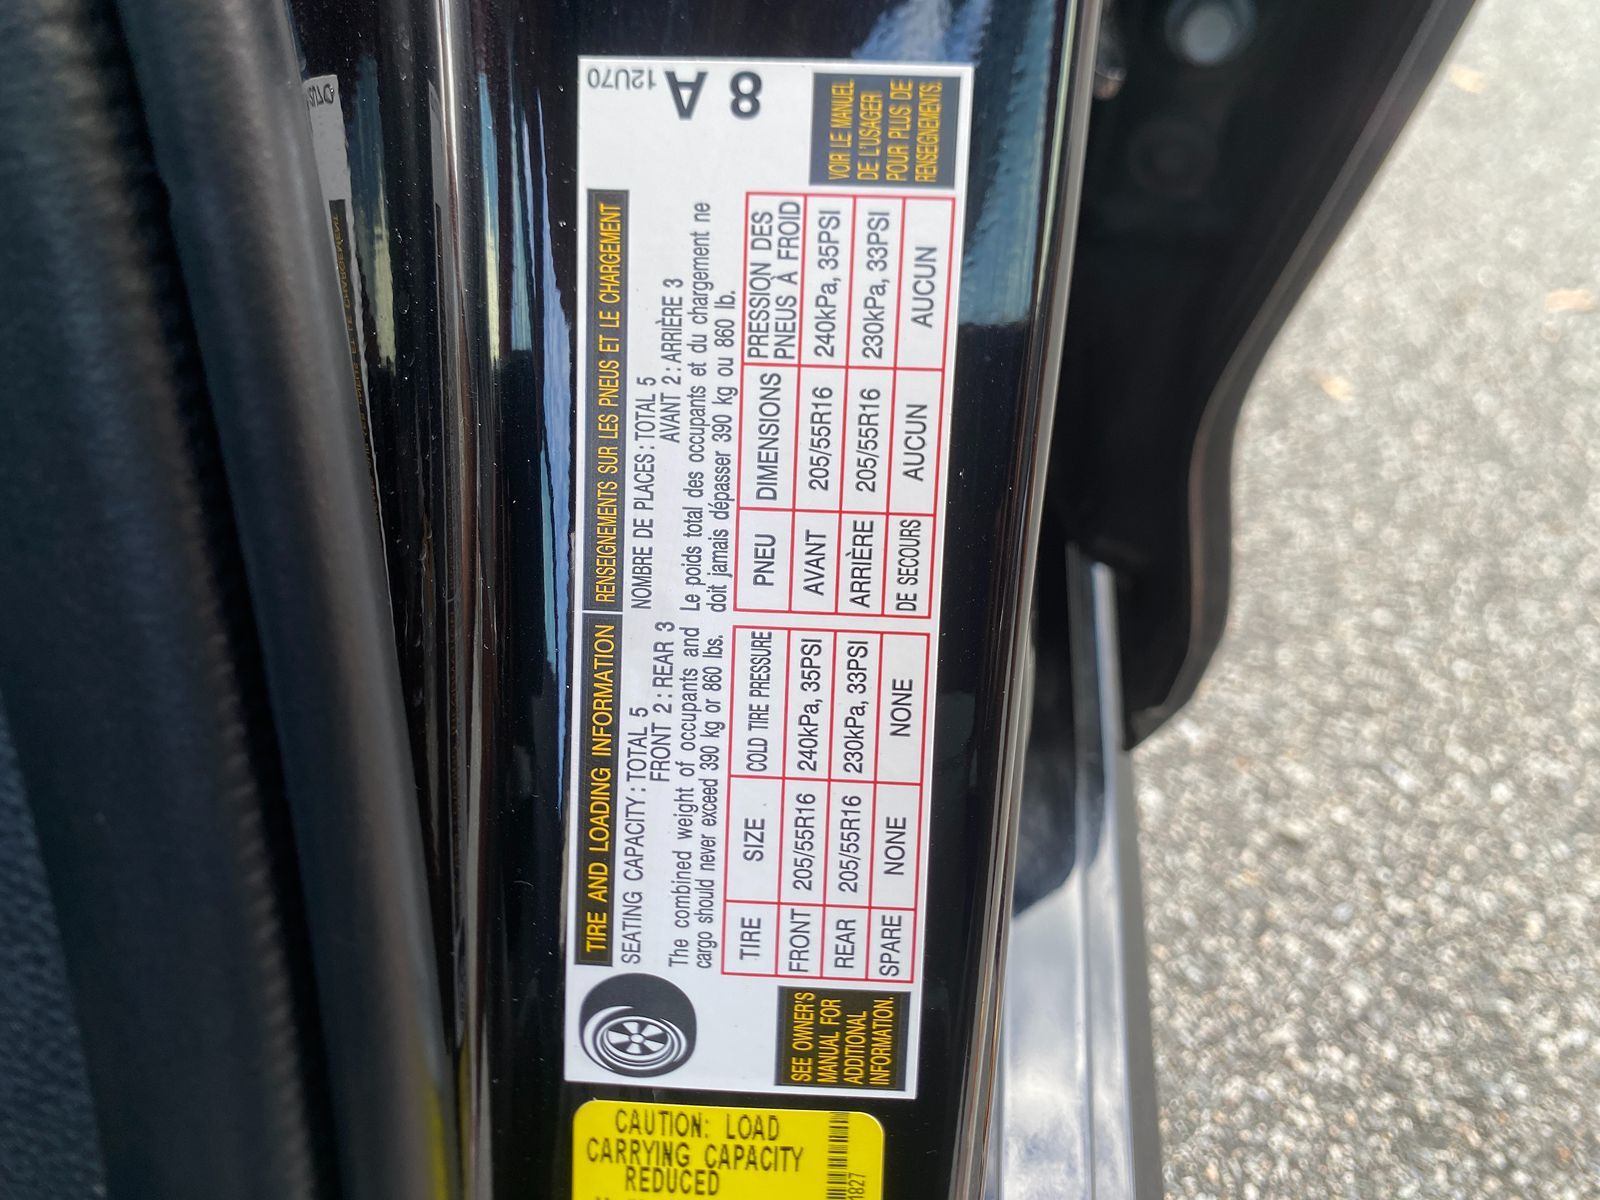 TIRE AND LOADING INFORMATION
SEATING CAPACITY : TOTAL 5
FRONT 2 : REAR 3
The combined weight of occupants and
cargo should never exceed 390 kg or 860 lbs.
TIRE SIZE COLD TIRE PRESSURE
FRONT 205/55R16 240kPa, 35PSI
REAR 205/55R16 230kPa, 33PSI
SPARE NONE NONE
SEE OWNER'S
MANUAL FOR
ADDITIONAL
INFORMATION.
RENSEIGNEMENTS SUR LES PNEUS ET LE CHARGEMENT
NOMBRE DE PLACES : TOTAL 5
AVANT 2 : ARRIÈRE 3
Le poids total des occupants et du chargement ne
doit jamais dépasser 390 kg ou 860 lb.
PNEU DIMENSIONS PRESSION DES
PNEUS À FROID
AVANT 205/55R16 240kPa, 35PSI
ARRIÈRE 205/55R16 230kPa, 33PSI
DE SECOURS AUCUN AUCUN
12U70
A
8
VOIR LE MANUEL
DE L'USAGER
POUR PLUS DE
RENSEIGNEMENTS.
CAUTION: LOAD
CARRYING CAPACITY
REDUCED
1827